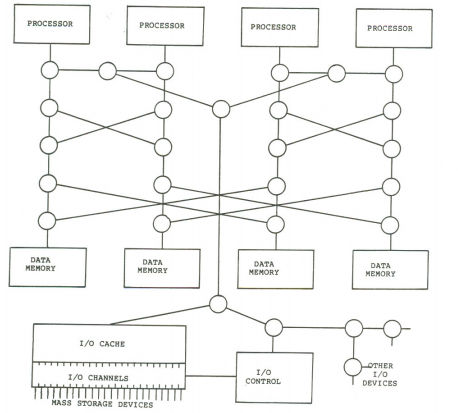 PROCESSOR
PROCESSOR
PROCESSOR
PROCESSOR
DATA
MEMORY
DATA
MEMORY
DATA
MEMORY
DATA
MEMORY
I/O CACHE
I/O CHANNELS
MASS STORAGE DEVICES
I/O
CONTROL
OTHER
I/O
DEVICES